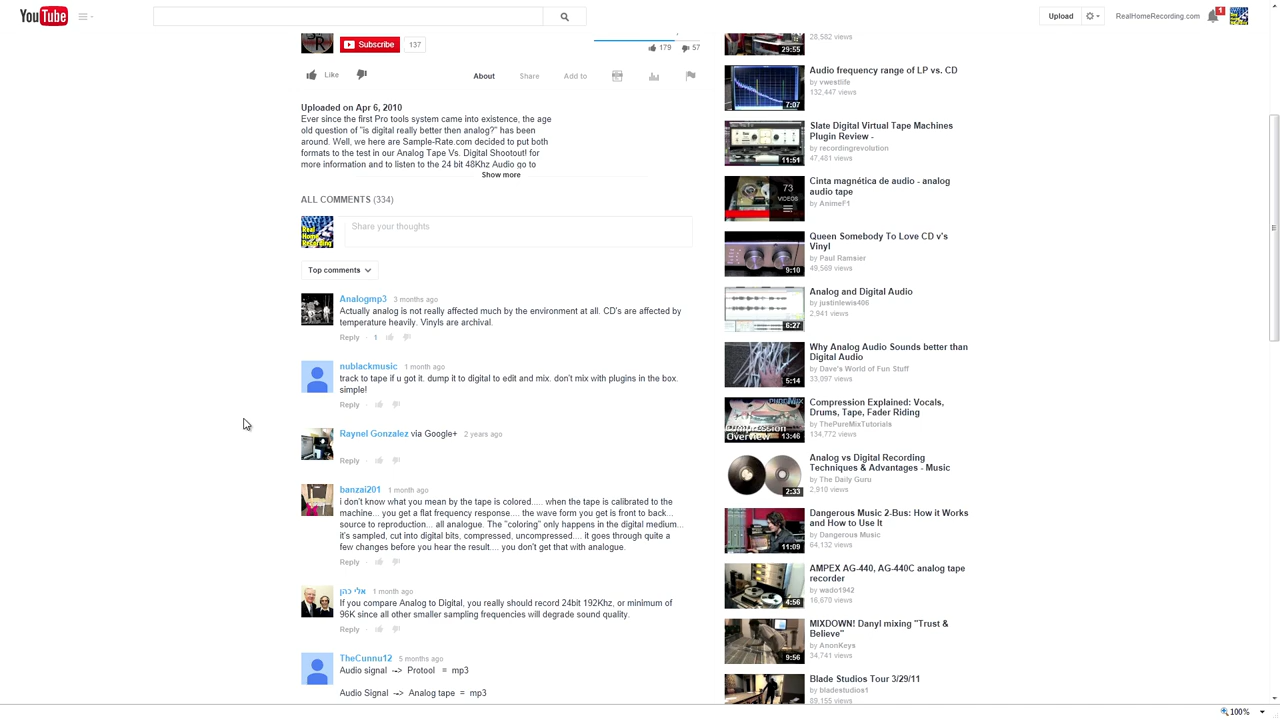 YouTube
Upload
RealHomeRecording.com
1
Subscribe 137
179 57
Like
About Share Add to
Uploaded on Apr 6, 2010
Ever since the first Pro tools system came into existence, the age
old question of "is digital really better then analog?" has been
around. Well, we here are Sample-Rate.com decided to put both
formats to the test in our Analog Tape Vs. Digital Shootout! for
more information and to listen to the 24 bit 48Khz Audio go to
Show more
ALL COMMENTS (334)
Real
Home
Recording
Share your thoughts
Top comments
Analogmp3 3 months ago
Actually analog is not really affected much by the environment at all. CD's are affected by
temperature heavily. Vinyls are archival.
Reply · 1
nublackmusic 1 month ago
track to tape if u got it. dump it to digital to edit and mix. don't mix with plugins in the box.
simple!
Reply ·
Raynel Gonzalez via Google+ 2 years ago
Reply ·
banzai201 1 month ago
i don't know what you mean by the tape is colored..... when the tape is calibrated to the
machine... you get a flat frequency response.... the wave form you get is front to back...
source to reproduction... all analogue. The "coloring" only happens in the digital medium...
it's sampled, cut into digital bits, compressed, uncompressed.... it goes through quite a
few changes before you hear the result.... you don't get that with analogue.
Reply ·
אלי כהן 1 month ago
If you compare Analog to Digital, you really should record 24bit 192Khz, or minimum of
96K since all other smaller sampling frequencies will degrade sound quality.
Reply ·
TheCunnu12 5 months ago
Audio signal --> Protool = mp3
Audio Signal --> Analog tape = mp3
28,582 views
29:55
Audio frequency range of LP vs. CD
by vwestlife
132,447 views
7:07
Slate Digital Virtual Tape Machines
Plugin Review -
by recordingrevolution
47,481 views
11:51
Cinta magnética de audio - analog
audio tape
by AnimeF1
73
VIDEOS
Queen Somebody To Love CD v's
Vinyl
by Paul Ramsier
49,569 views
9:10
Analog and Digital Audio
by justinlewis406
2,941 views
6:27
Why Analog Audio Sounds better than
Digital Audio
by Dave's World of Fun Stuff
33,097 views
5:14
Compression Explained: Vocals,
Drums, Tape, Fader Riding
by ThePureMixTutorials
134,772 views
Compression
Overview
13:46
Analog vs Digital Recording
Techniques & Advantages - Music
by The Daily Guru
2,910 views
2:33
Dangerous Music 2-Bus: How it Works
and How to Use It
by Dangerous Music
64,132 views
11:09
AMPEX AG-440, AG-440C analog tape
recorder
by wado1942
16,670 views
4:56
MIXDOWN! Danyl mixing "Trust &
Believe"
by AnonKeys
34,741 views
9:56
Blade Studios Tour 3/29/11
by bladestudios1
89,155 views
100%